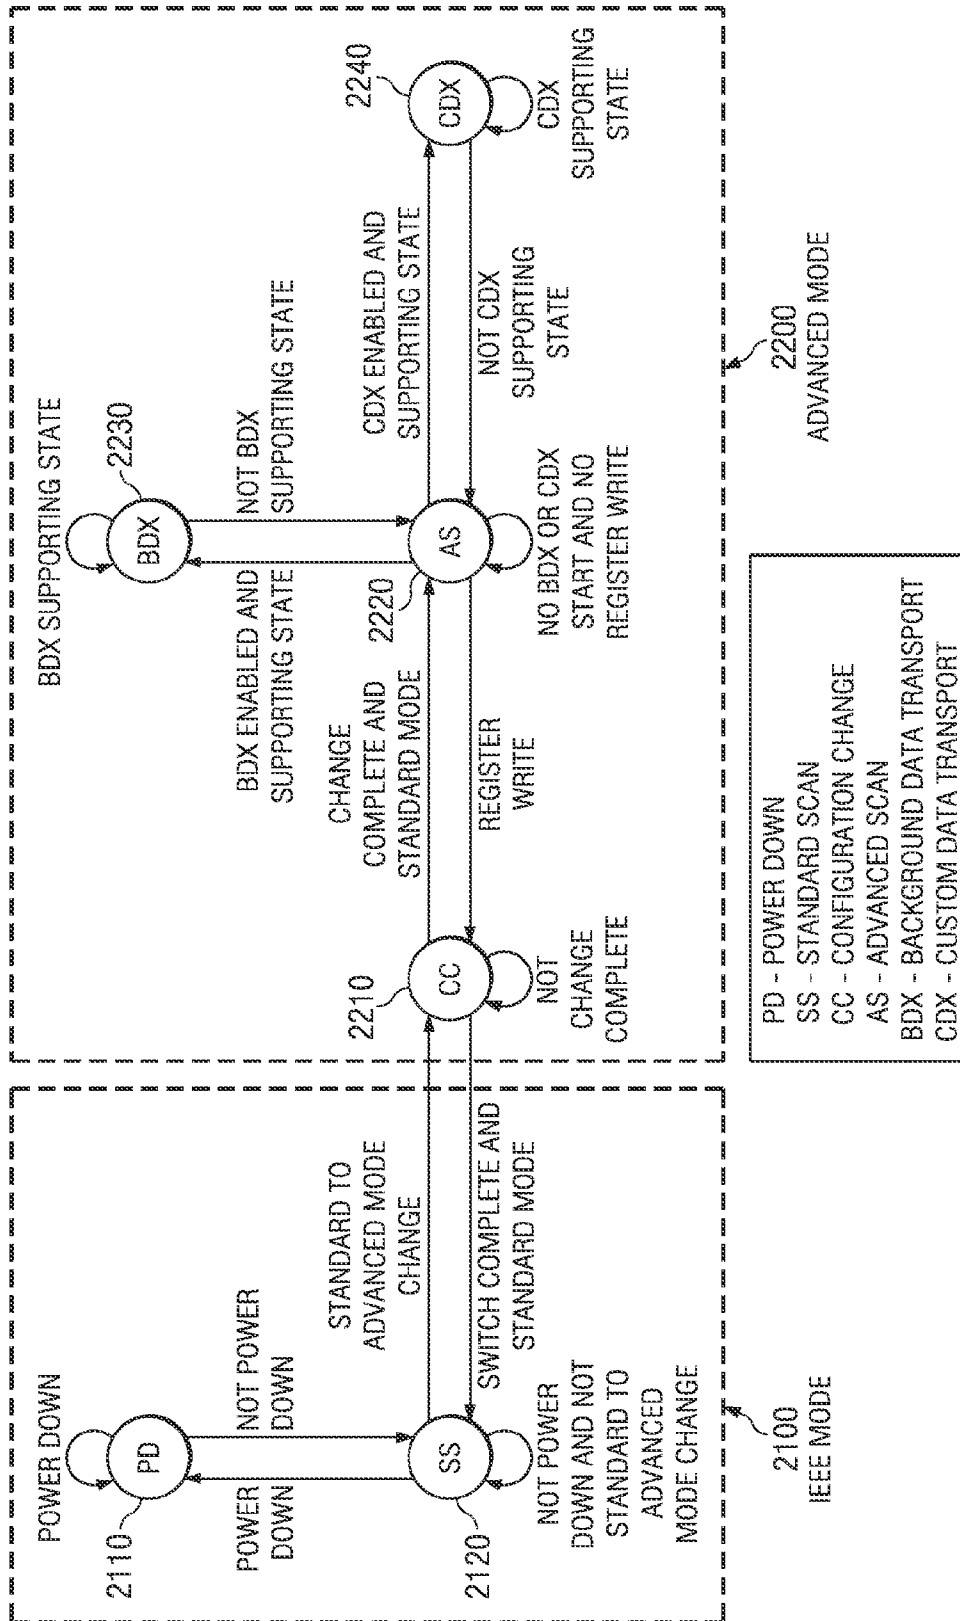 POWER DOWN
2110
PD
POWER
DOWN
NOT POWER
DOWN
2120
SS
NOT POWER
DOWN AND NOT
STANDARD TO
ADVANCED
MODE CHANGE
STANDARD TO
ADVANCED MODE
CHANGE
SWITCH COMPLETE AND
STANDARD MODE
2100
IEEE MODE
2210
CC
NOT
CHANGE
COMPLETE
CHANGE
COMPLETE AND
STANDARD MODE
REGISTER
WRITE
BDX SUPPORTING STATE
2230
BDX
BDX ENABLED AND
SUPPORTING STATE
NOT BDX
SUPPORTING STATE
2220
AS
NO BDX OR CDX
START AND NO
REGISTER WRITE
CDX ENABLED AND
SUPPORTING STATE
NOT CDX
SUPPORTING
STATE
2240
CDX
CDX
SUPPORTING
STATE
2200
ADVANCED MODE
PD - POWER DOWN
SS - STANDARD SCAN
CC - CONFIGURATION CHANGE
AS - ADVANCED SCAN
BDX - BACKGROUND DATA TRANSPORT
CDX - CUSTOM DATA TRANSPORT